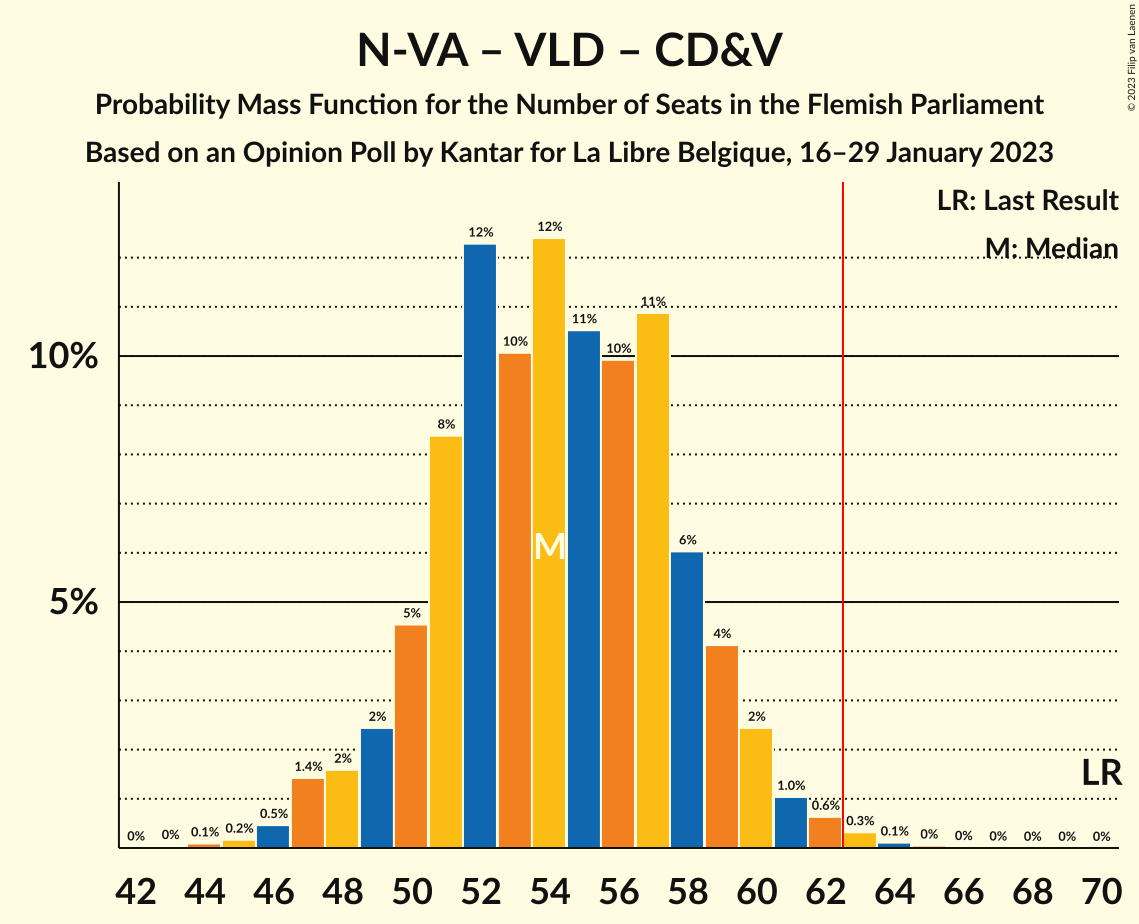 N-VA – VLD – CD&V
Probability Mass Function for the Number of Seats in the Flemish Parliament
Based on an Opinion Poll by Kantar for La Libre Belgique, 16–29 January 2023
© 2023 Filip van Laenen
LR: Last Result
M: Median
10%
5%
0% 0% 0.1% 0.2% 0.5% 1.4% 2% 2% 5% 8% 12% 10% 12% 11% 10% 11% 6% 4% 2% 1.0% 0.6% 0.3% 0.1% 0% 0% 0% 0% 0% 0%
M
LR
42 44 46 48 50 52 54 56 58 60 62 64 66 68 70